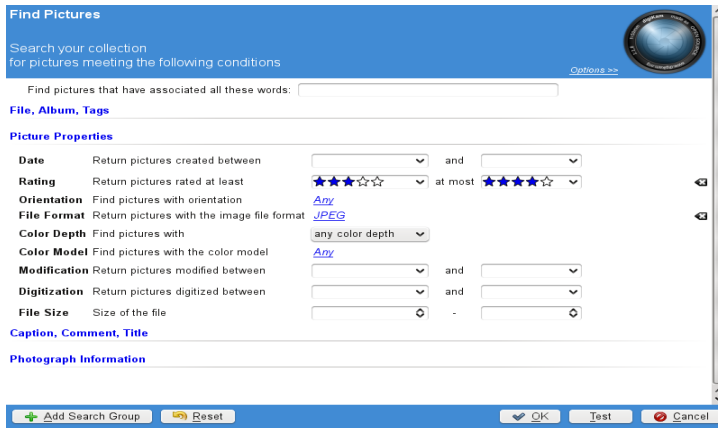 Find Pictures
Search your collection
for pictures meeting the following conditions
Options >>
Find pictures that have associated all these words:
File, Album, Tags
Picture Properties
Date Return pictures created between and
Rating Return pictures rated at least at most
Orientation Find pictures with orientation Any
File Format Return pictures with the image file format JPEG
Color Depth Find pictures with any color depth
Color Model Find pictures with the color model Any
Modification Return pictures modified between and
Digitization Return pictures digitized between and
File Size Size of the file -
Caption, Comment, Title
Photograph Information
Add Search Group Reset OK Test Cancel